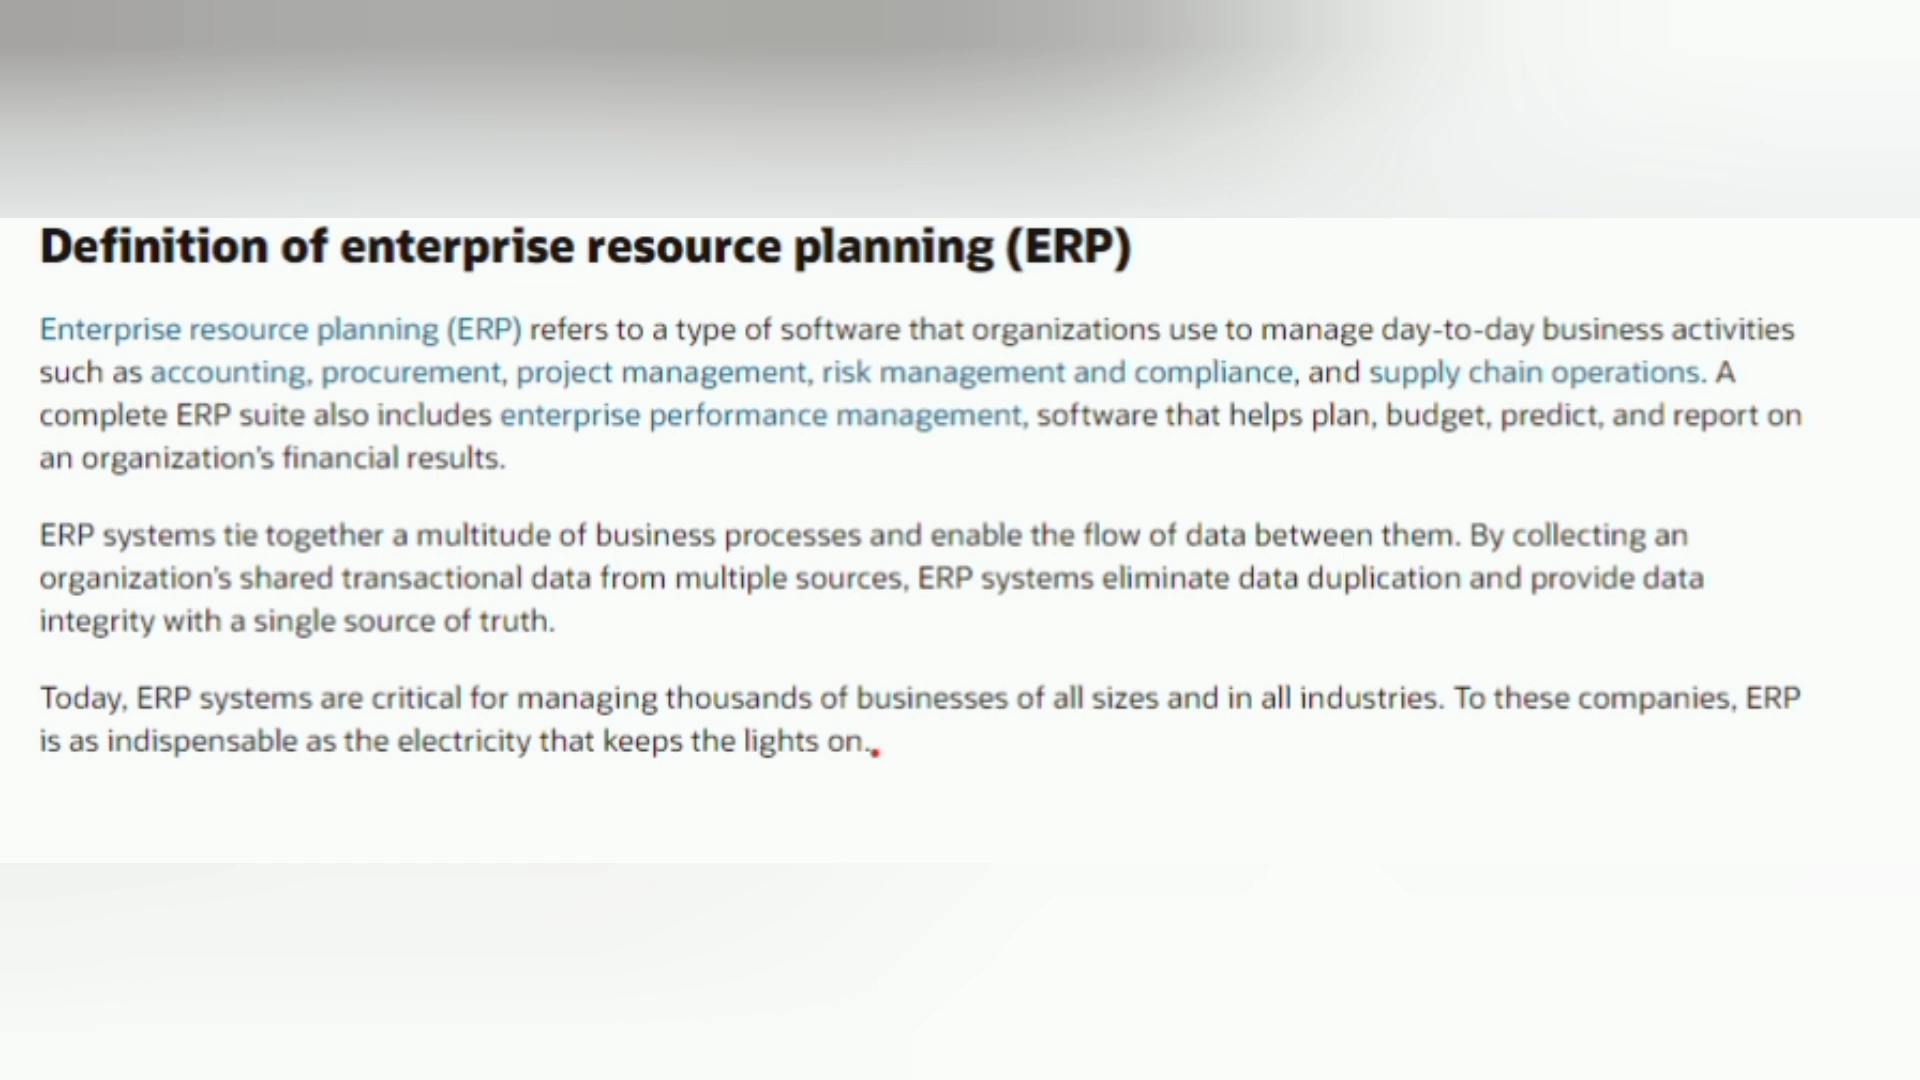 Definition of enterprise resource planning (ERP)
Enterprise resource planning (ERP) refers to a type of software that organizations use to manage day-to-day business activities
such as accounting, procurement, project management, risk management and compliance, and supply chain operations. A
complete ERP suite also includes enterprise performance management, software that helps plan, budget, predict, and report on
an organization’s financial results.
ERP systems tie together a multitude of business processes and enable the flow of data between them. By collecting an
organization’s shared transactional data from multiple sources, ERP systems eliminate data duplication and provide data
integrity with a single source of truth.
Today, ERP systems are critical for managing thousands of businesses of all sizes and in all industries. To these companies, ERP
is as indispensable as the electricity that keeps the lights on.